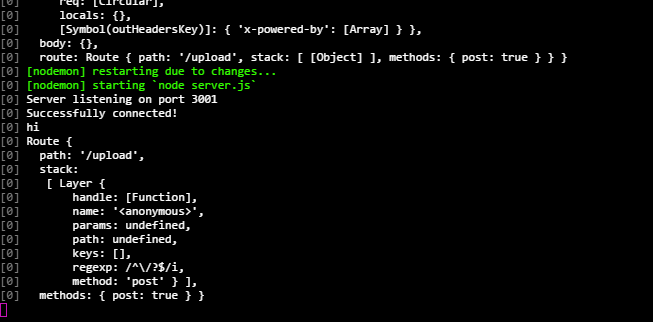 [0]      req: [Circular],
[0]      locals: {},
[0]      [Symbol(outHeadersKey)]: { 'x-powered-by': [Array] } },
[0]   body: {},
[0]   route: Route { path: '/upload', stack: [ [Object] ], methods: { post: true } } }
[0] [nodemon] restarting due to changes...
[0] [nodemon] starting `node server.js`
[0] Server listening on port 3001
[0] Successfully connected!
[0] hi
[0] Route {
[0]   path: '/upload',
[0]   stack:
[0]    [ Layer {
[0]        handle: [Function],
[0]        name: '<anonymous>',
[0]        params: undefined,
[0]        path: undefined,
[0]        keys: [],
[0]        regexp: /^\/?$/i,
[0]        method: 'post' } ],
[0]   methods: { post: true } }